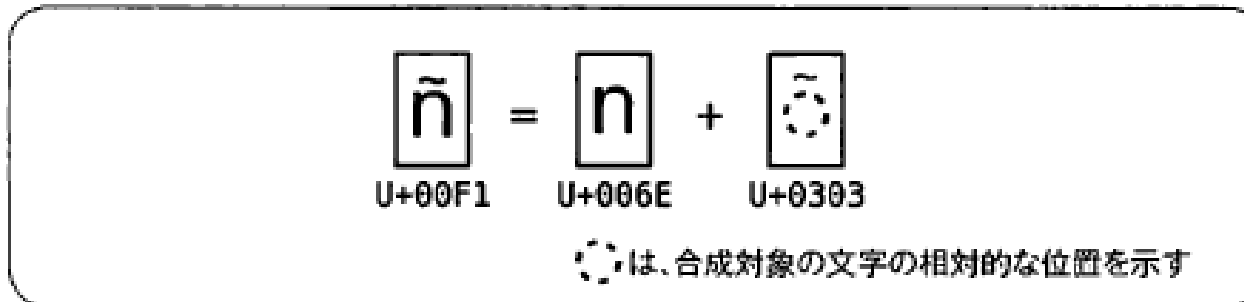 ñ = n + ◌̃
U+00F1 U+006E U+0303
◌は、合成対象の文字の相対的な位置を示す